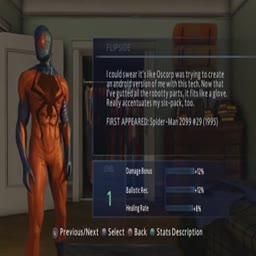 FLIPSIDE
I could swear it's like Oscorp was trying to create
an android version of me with this tech. Now that
I've gutted all the robotty parts, it fits like a glove.
Really accentuates my six-pack, too.
FIRST APPEARED: Spider-Man 2099 #29 (1995)
LEVEL
1
Damage Bonus +12%
Ballistic Res. +12%
Healing Rate +8%
Previous/Next Select Back Stats Description